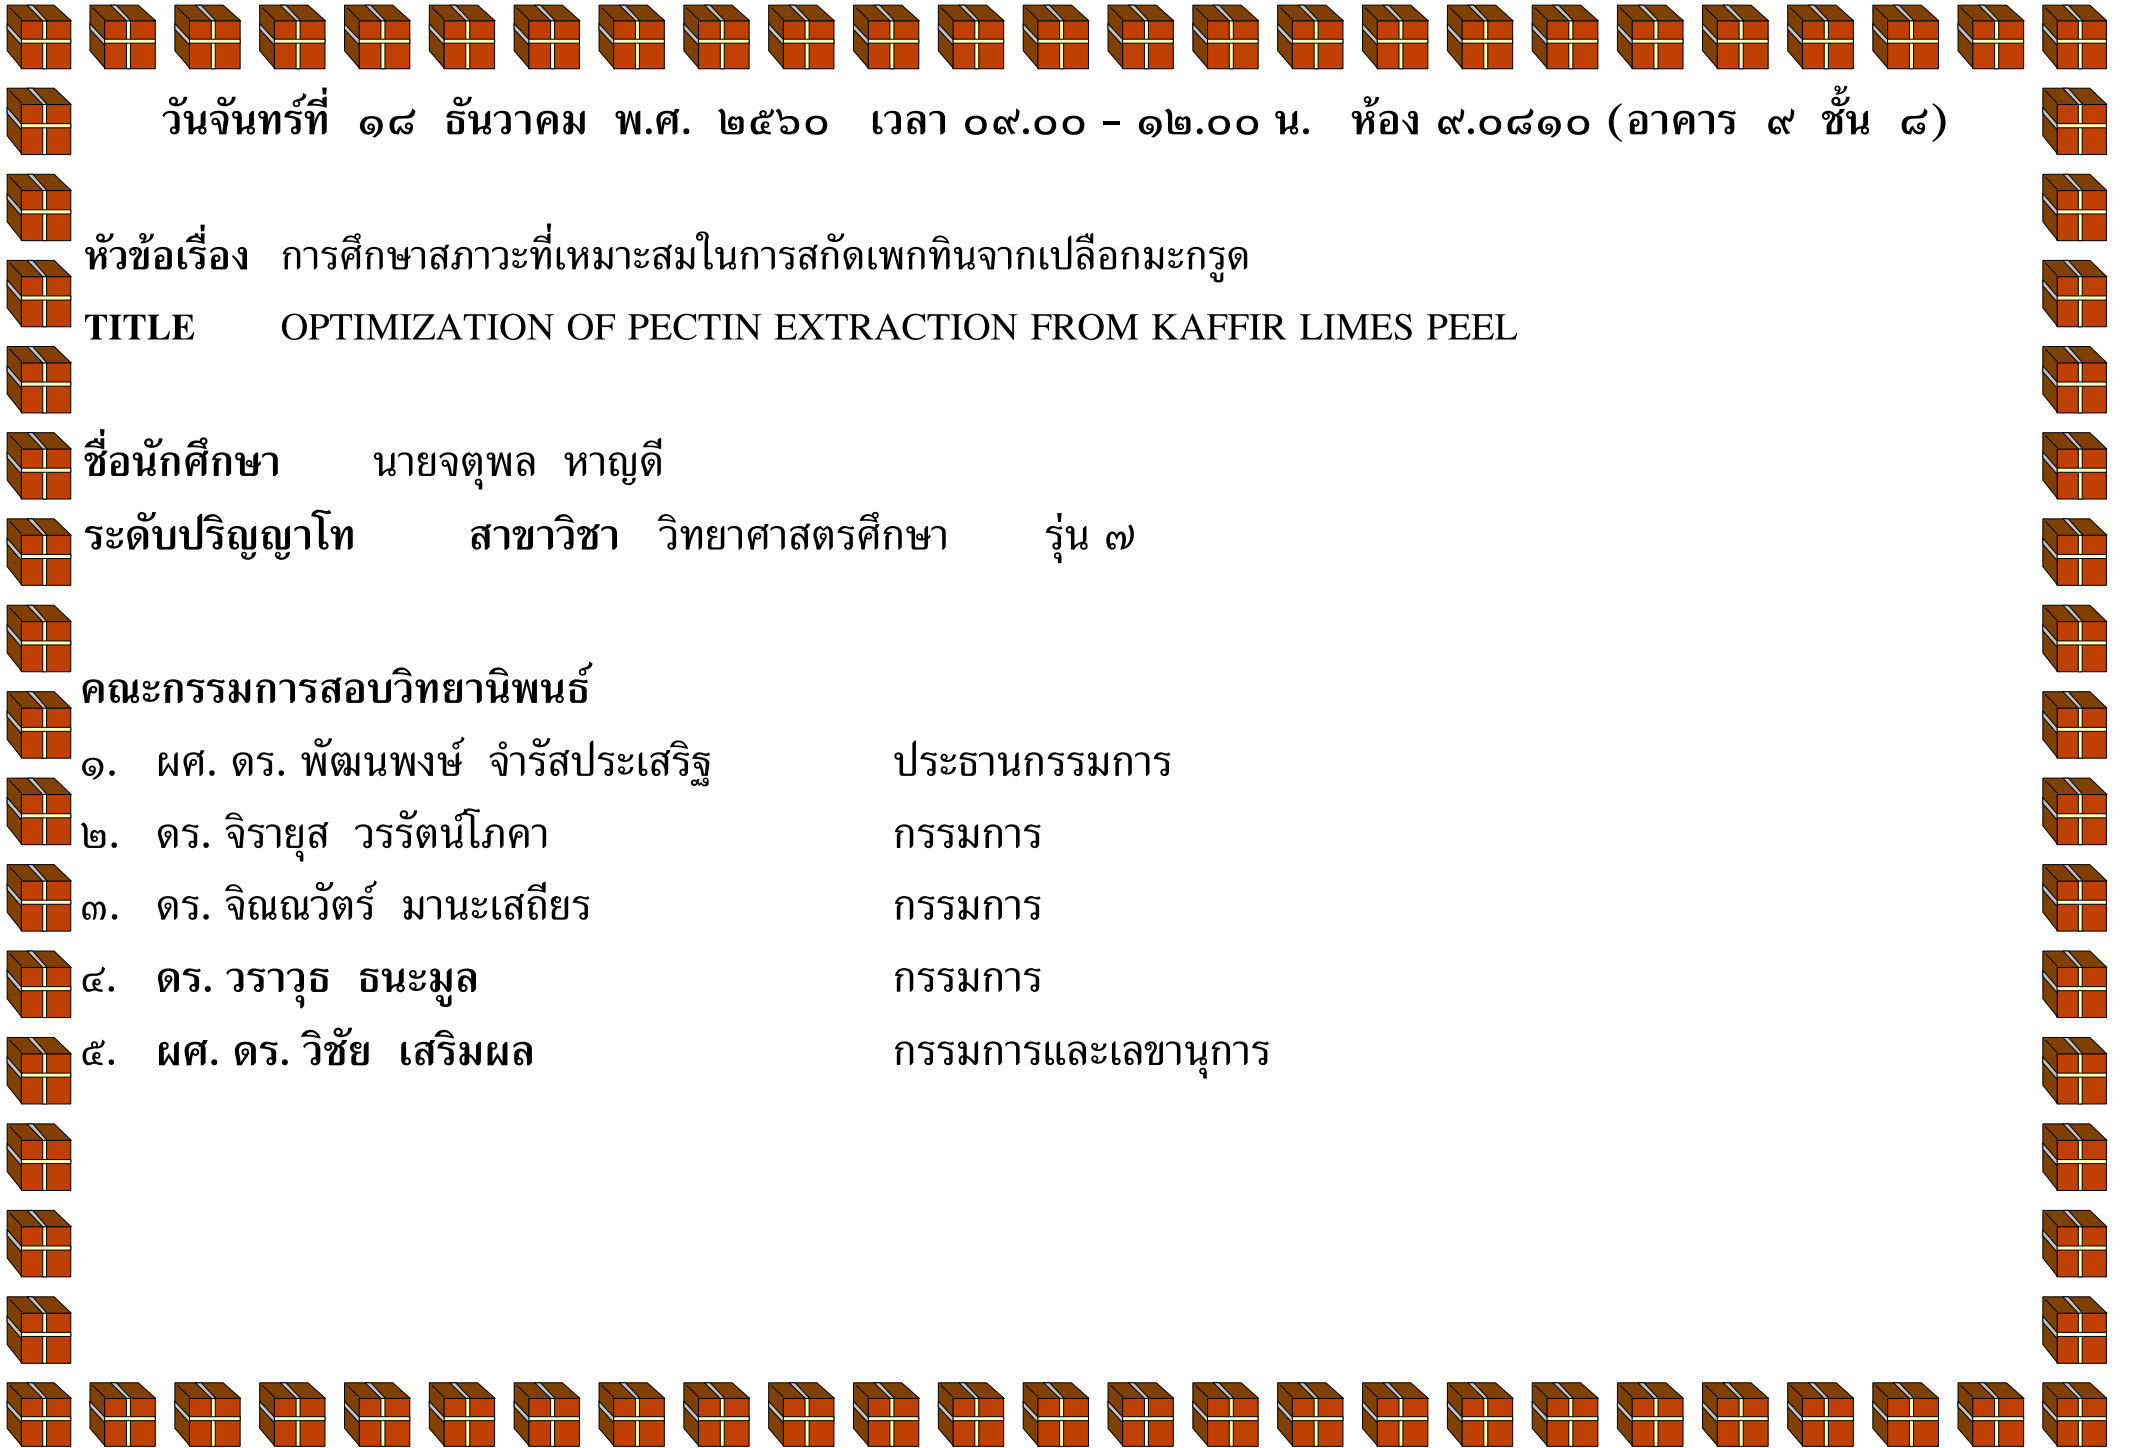 วันจันทร์ที่ ๑๘ ธันวาคม พ.ศ. ๒๕๖๐ เวลา ๐๙.๐๐ – ๑๒.๐๐ น. ห้อง ๙.๐๘๑๐ (อาคาร ๙ ชั้น ๘)
หัวข้อเรื่อง การศึกษาสภาวะที่เหมาะสมในการสกัดเพกทินจากเปลือกมะกรูด
TITLE OPTIMIZATION OF PECTIN EXTRACTION FROM KAFFIR LIMES PEEL
ชื่อนักศึกษา นายจตุพล หาญดี
ระดับปริญญาโท สาขาวิชา วิทยาศาสตรศึกษา รุ่น ๗
คณะกรรมการสอบวิทยานิพนธ์
๑. ผศ. ดร. พัฒนพงษ์ จำรัสประเสริฐ ประธานกรรมการ
๒. ดร. จิรายุส วรรัตน์โภคา กรรมการ
๓. ดร. จิณณวัตร์ มานะเสถียร กรรมการ
๔. ดร. วราวุธ ธนะมูล กรรมการ
๕. ผศ. ดร. วิชัย เสริมผล กรรมการและเลขานุการ